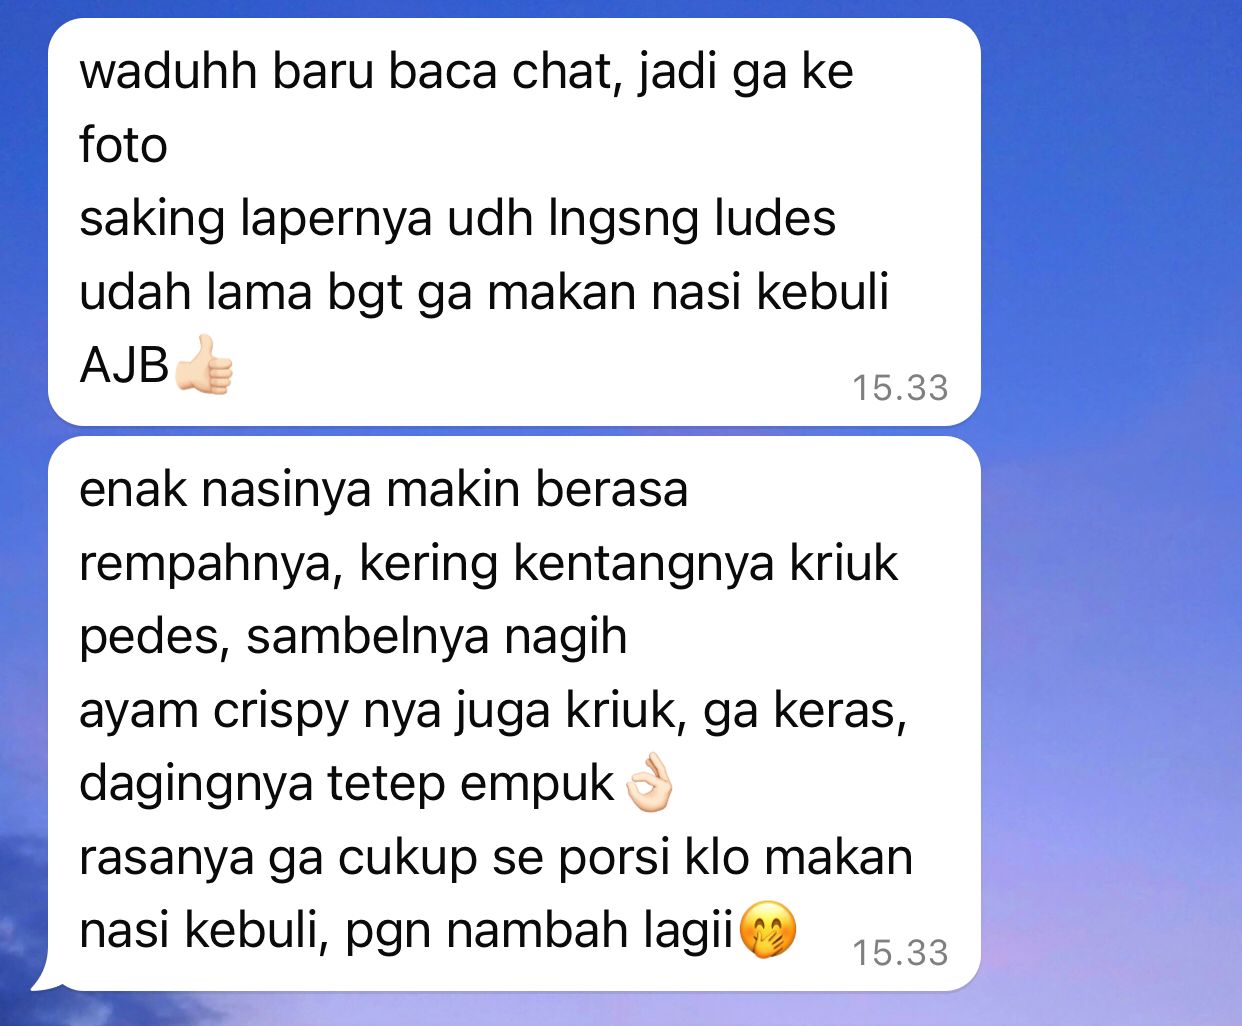 waduhh baru baca chat, jadi ga ke
foto
saking lapernya udh lngsng ludes
udah lama bgt ga makan nasi kebuli
AJB👍🏻
15.33
enak nasinya makin berasa
rempahnya, kering kentangnya kriuk
pedes, sambelnya nagih
ayam crispy nya juga kriuk, ga keras,
dagingnya tetep empuk👌🏻
rasanya ga cukup se porsi klo makan
nasi kebuli, pgn nambah lagii🤭
15.33